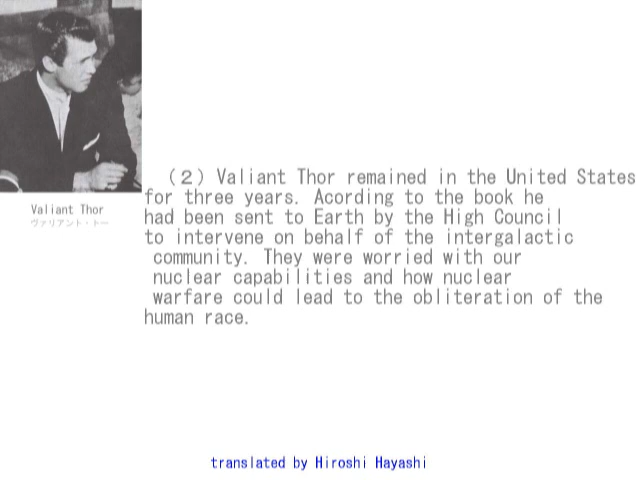 Valiant Thor
ヴァリアント・トー
（2）Valiant Thor remained in the United States
for three years. Acording to the book he
had been sent to Earth by the High Council
to intervene on behalf of the intergalactic
community. They were worried with our
nuclear capabilities and how nuclear
warfare could lead to the obliteration of the
human race.
translated by Hiroshi Hayashi